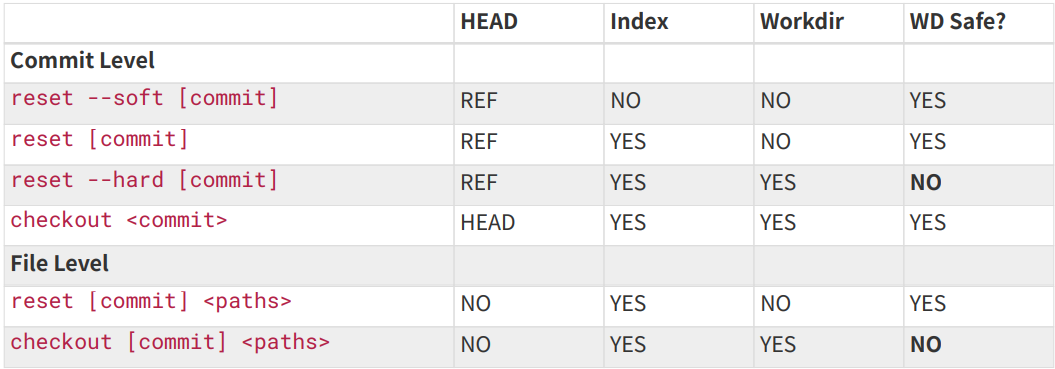 HEAD Index Workdir WD Safe?
Commit Level
reset --soft [commit] REF NO NO YES
reset [commit] REF YES NO YES
reset --hard [commit] REF YES YES NO
checkout <commit> HEAD YES YES YES
File Level
reset [commit] <paths> NO YES NO YES
checkout [commit] <paths> NO YES YES NO